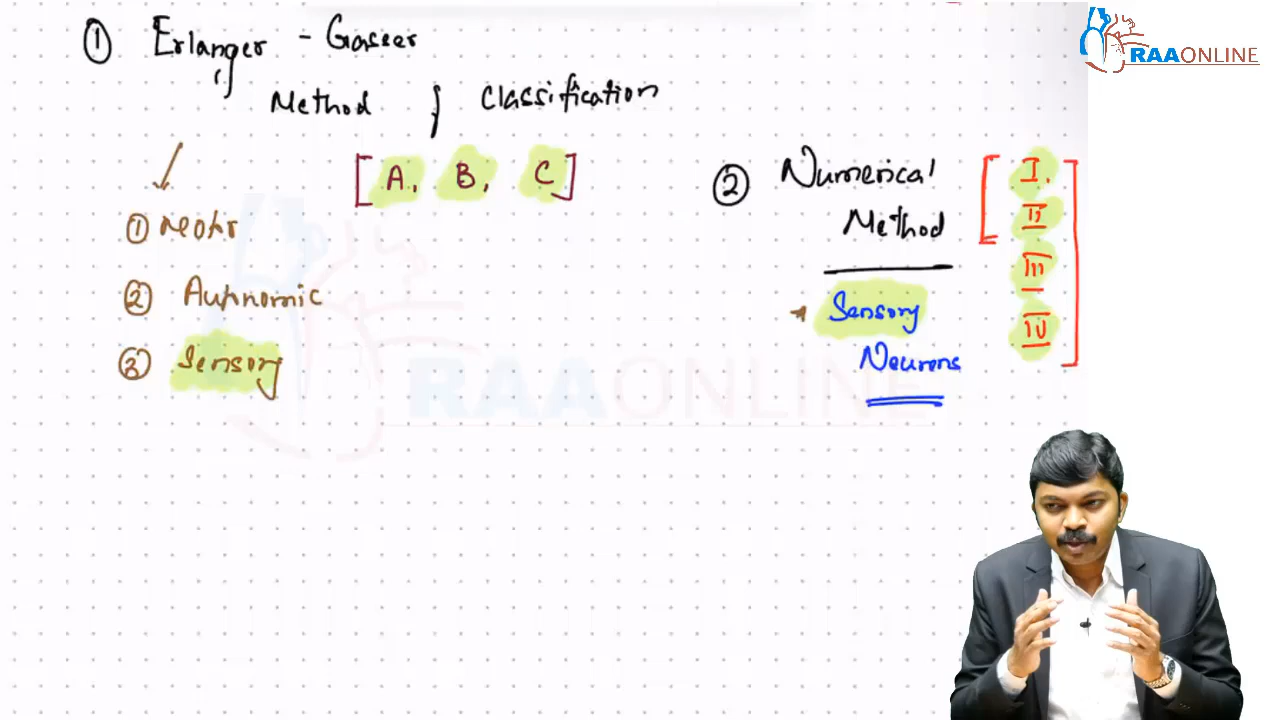 ① Erlanger - Gasser
Method of Classification
[A, B, C]
① Motor
② Autonomic
③ Sensory
② Numerical
Method
[I,
II
III
IV]
Sensory
Neurons
RAAONLINE
RAAONLINE